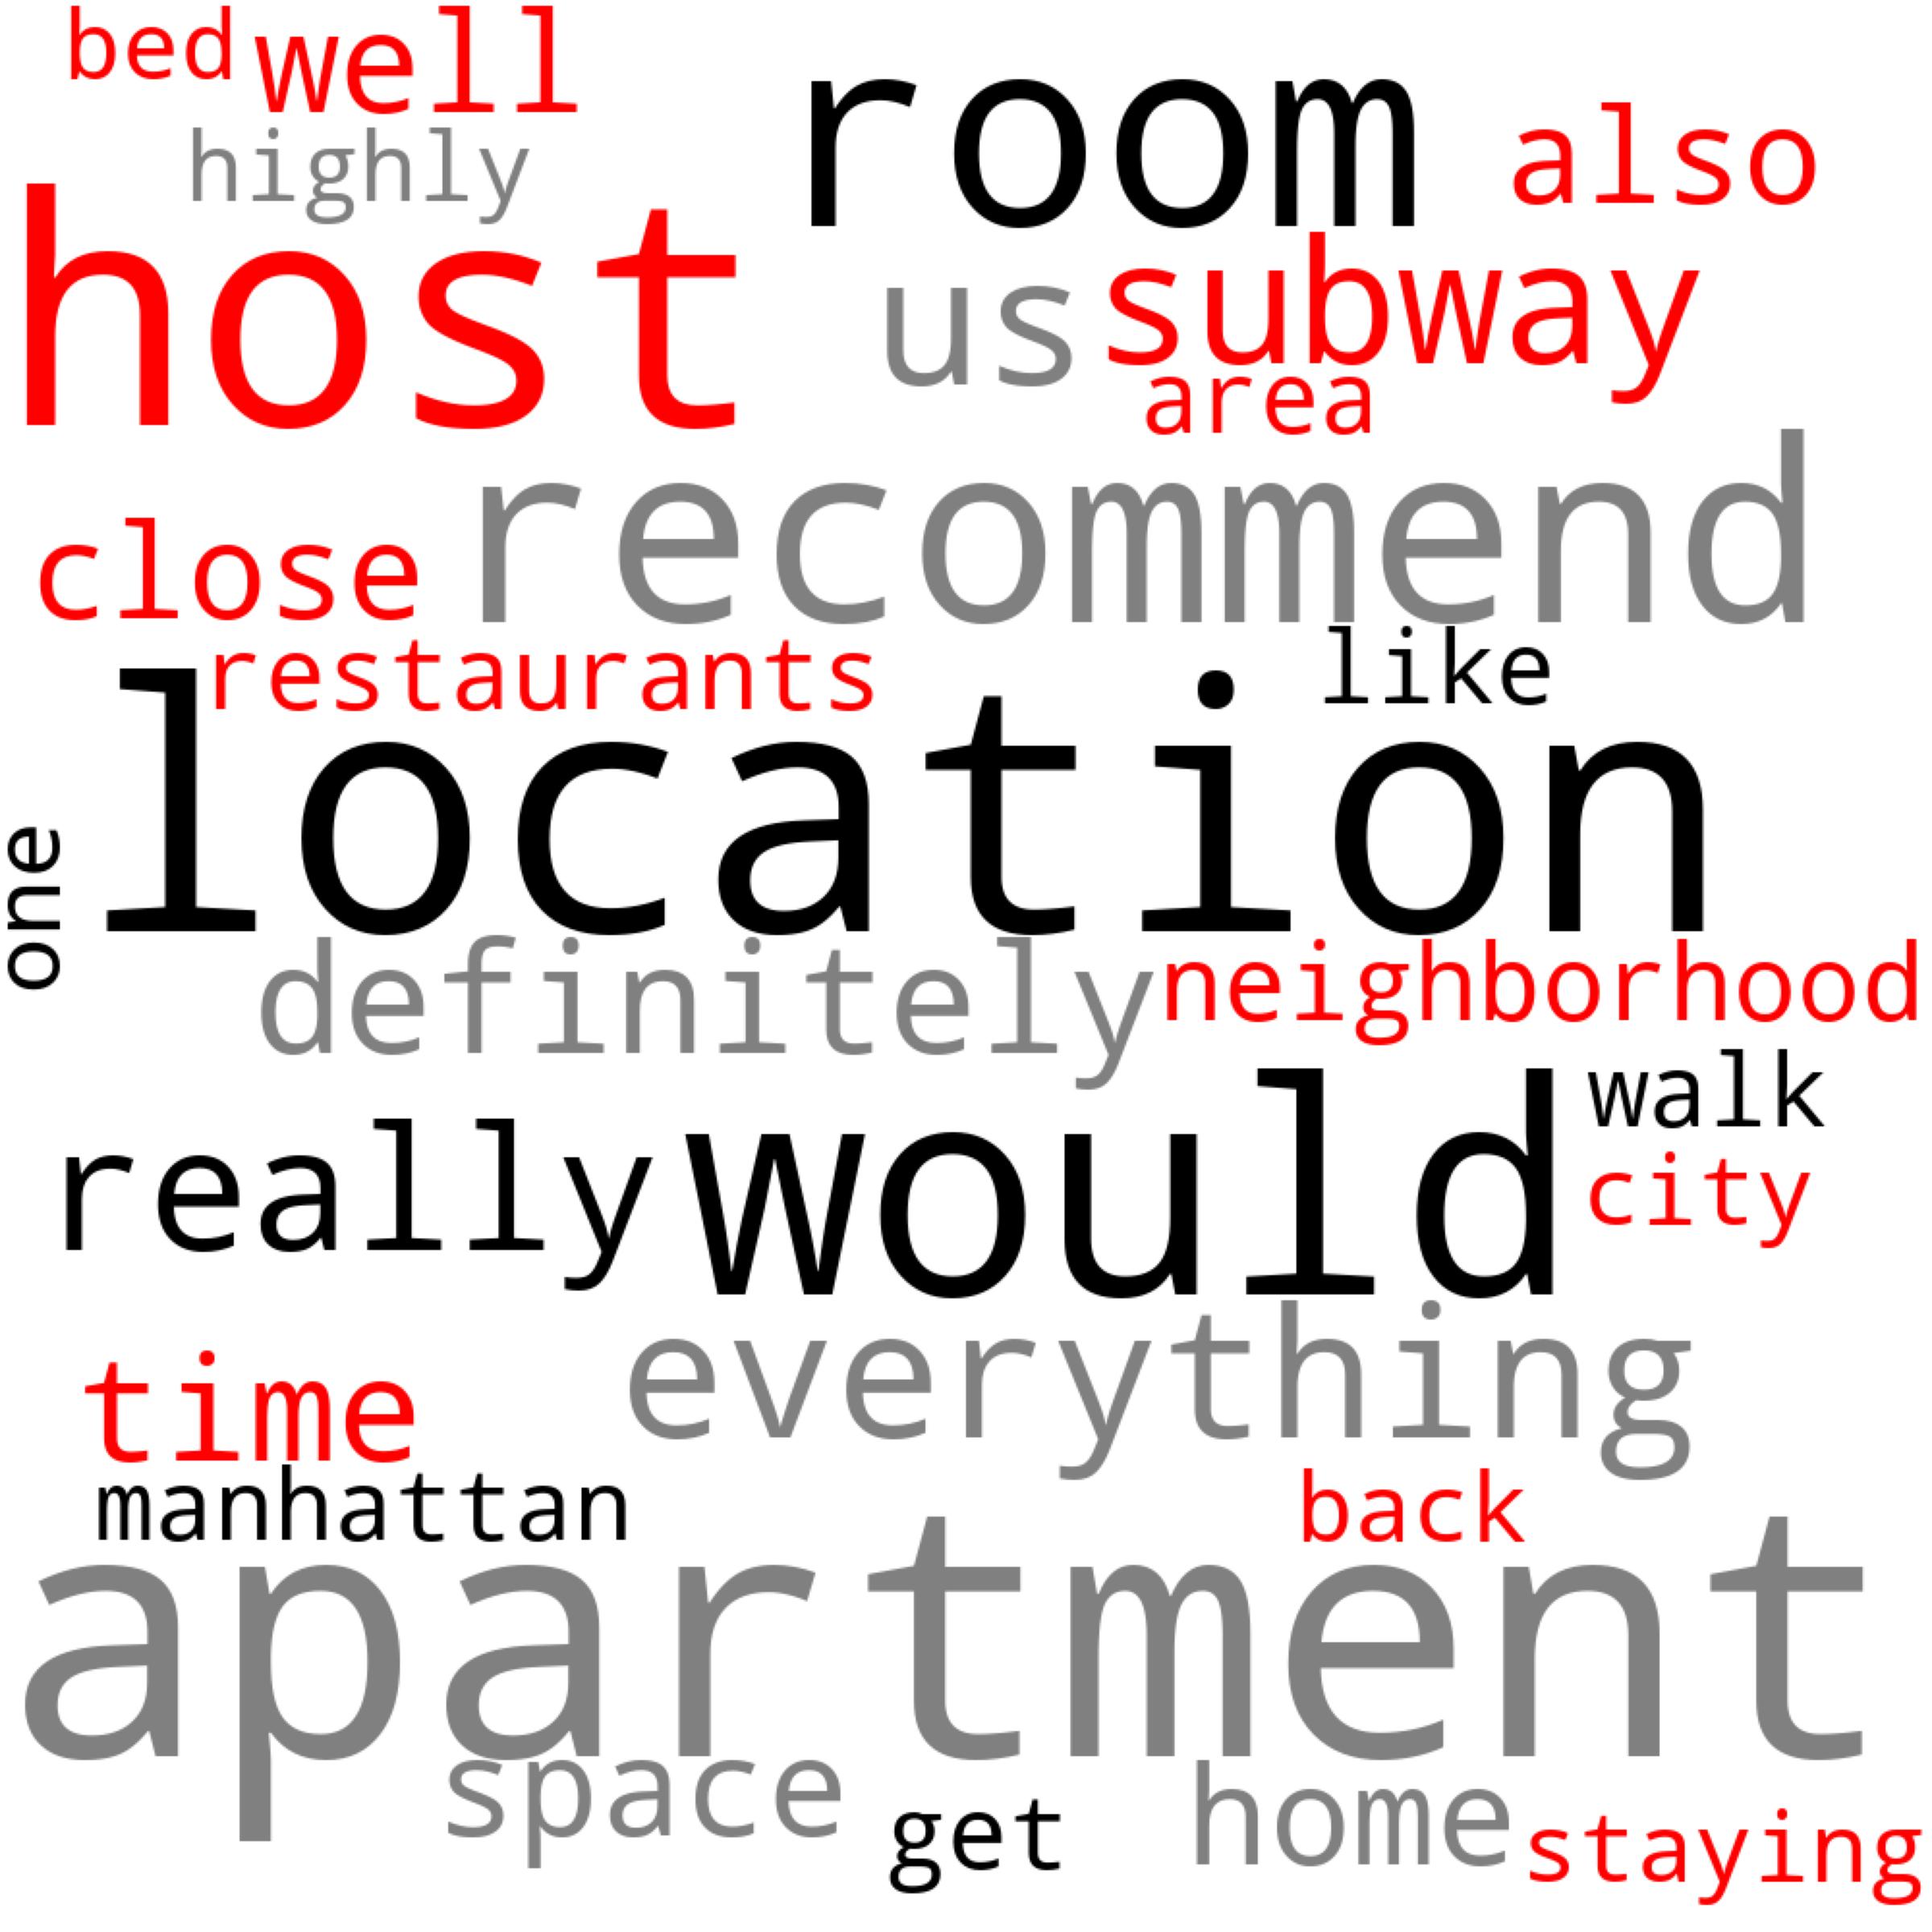 bed well
highly
room also
host us subway
area
close recommend
restaurants like
location
one
definitely neighborhood
walk
really would city
time everything
manhattan back
apartment
space get home staying